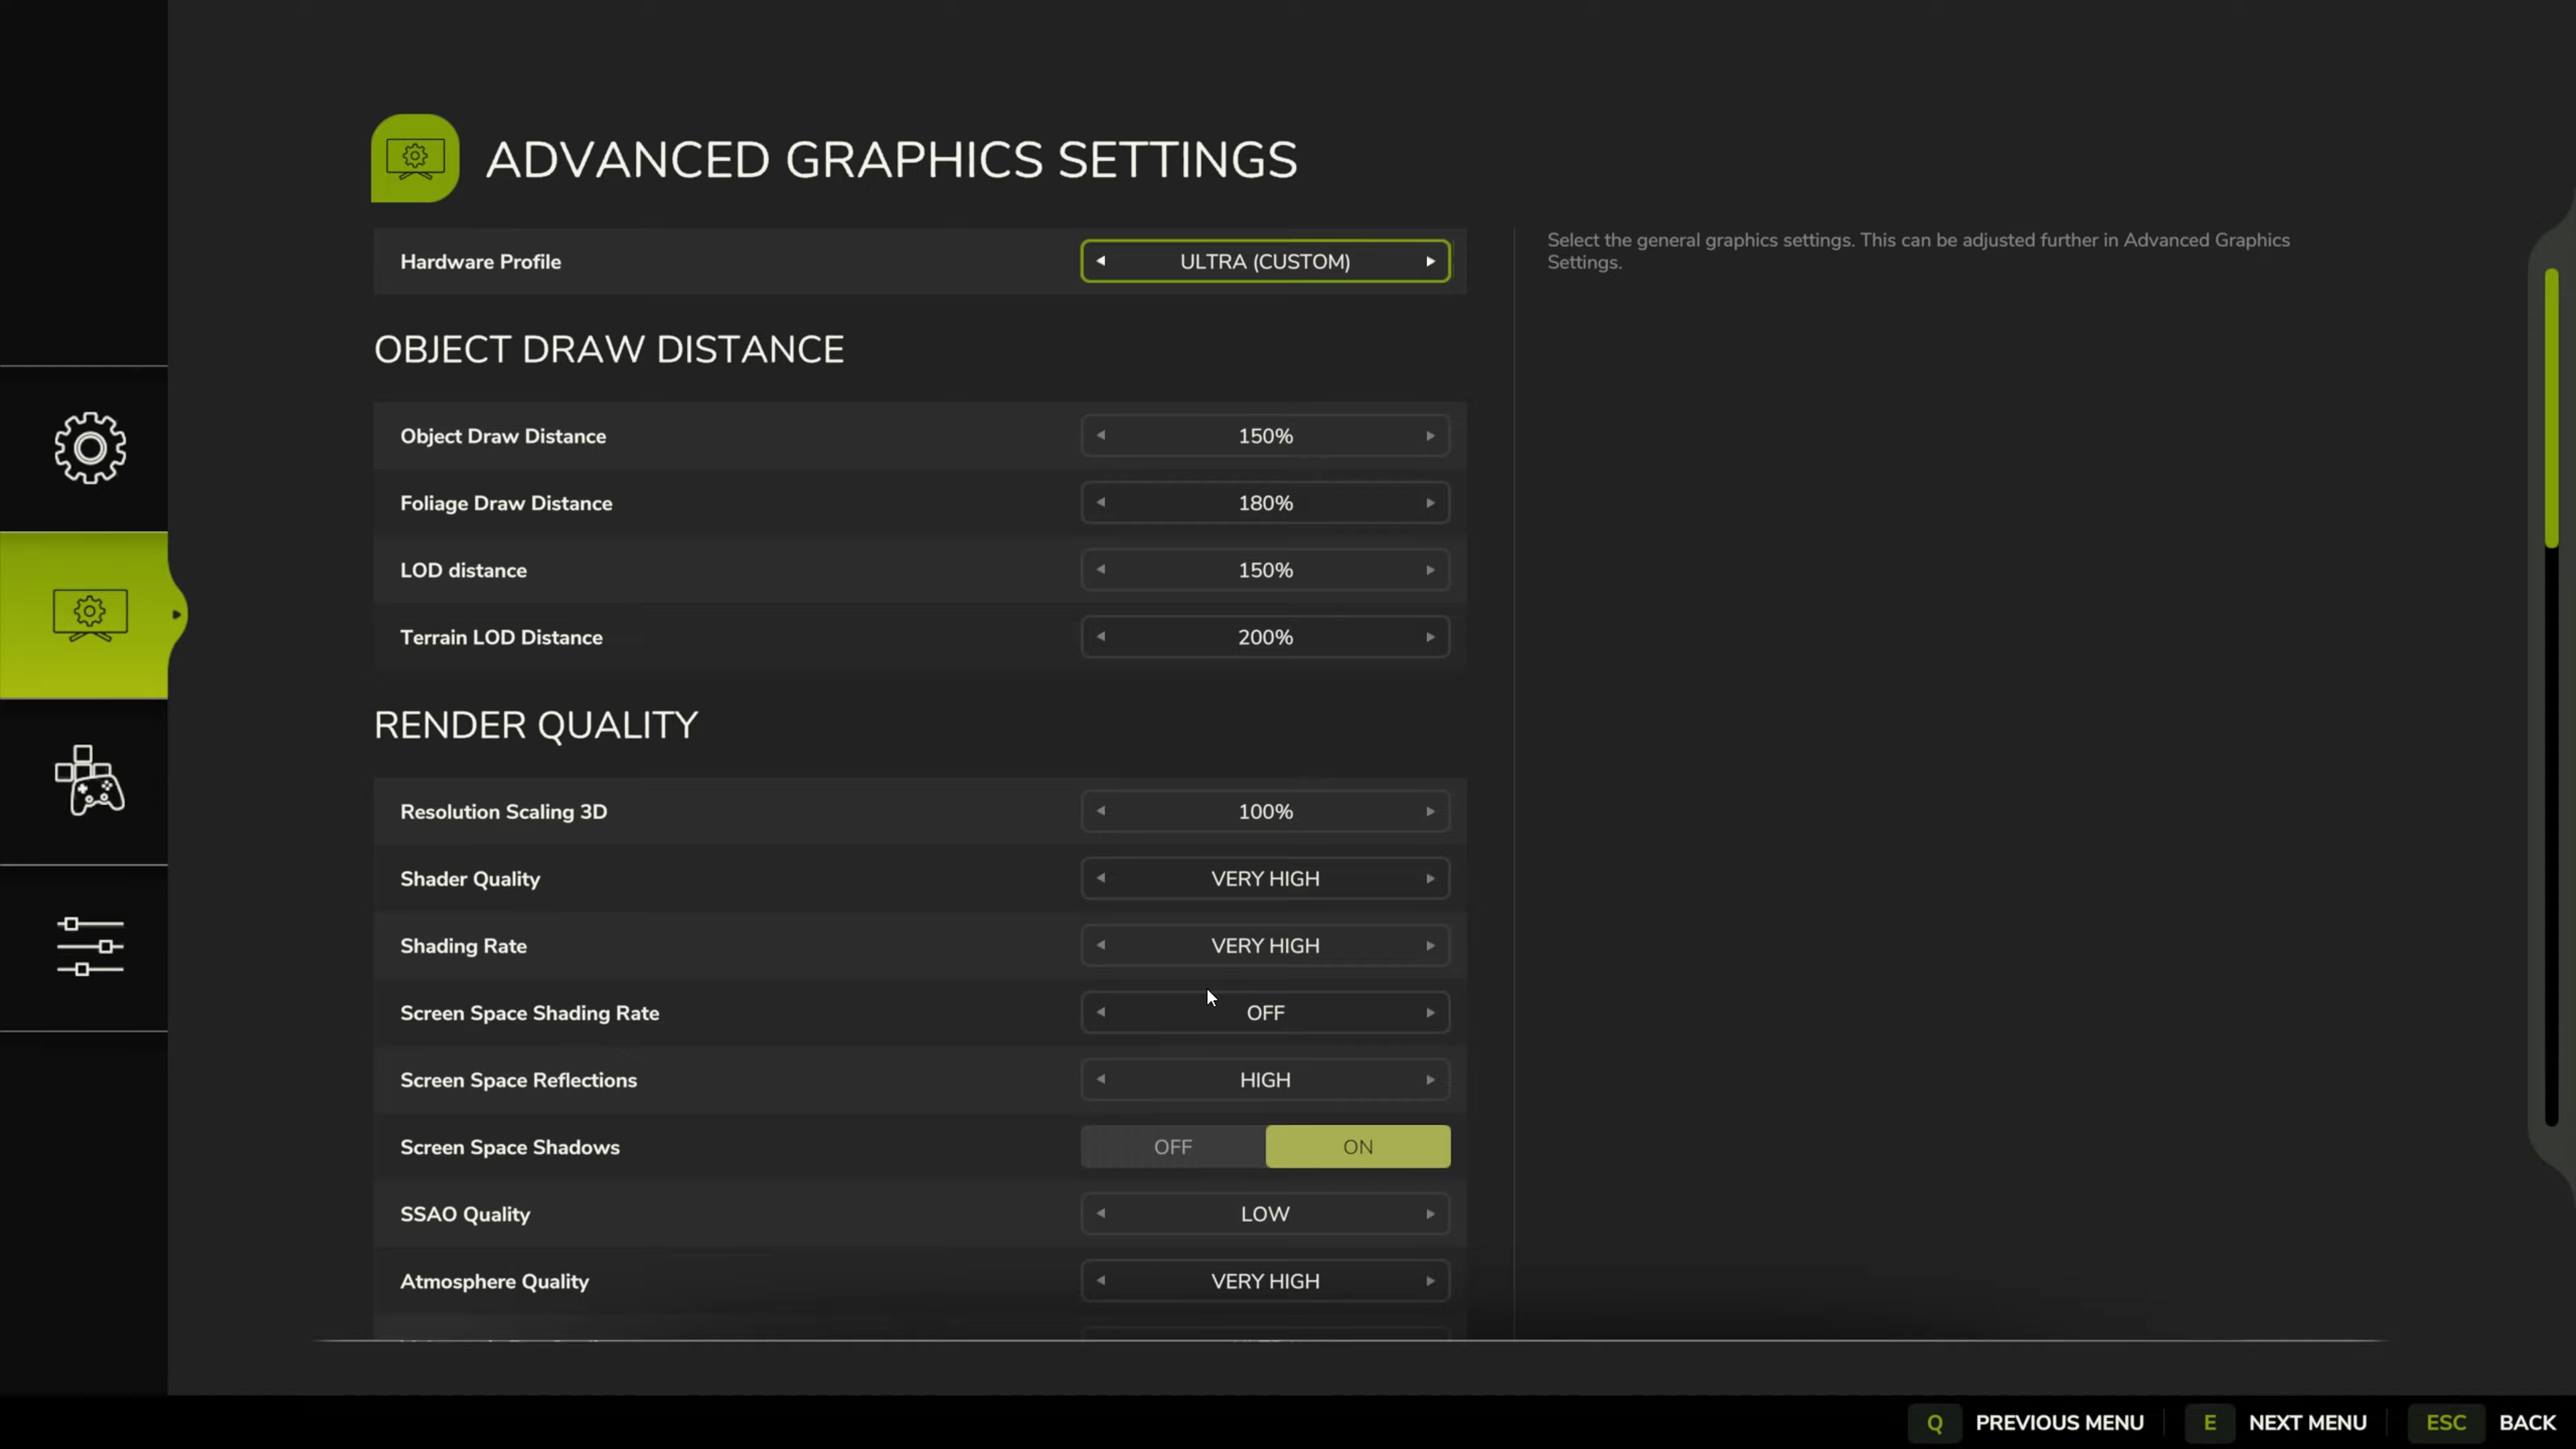 ADVANCED GRAPHICS SETTINGS
Hardware Profile ULTRA (CUSTOM)
Select the general graphics settings. This can be adjusted further in Advanced Graphics
Settings.
OBJECT DRAW DISTANCE
Object Draw Distance 150%
Foliage Draw Distance 180%
LOD distance 150%
Terrain LOD Distance 200%
RENDER QUALITY
Resolution Scaling 3D 100%
Shader Quality VERY HIGH
Shading Rate VERY HIGH
Screen Space Shading Rate OFF
Screen Space Reflections HIGH
Screen Space Shadows OFF ON
SSAO Quality LOW
Atmosphere Quality VERY HIGH
Q PREVIOUS MENU E NEXT MENU ESC BACK